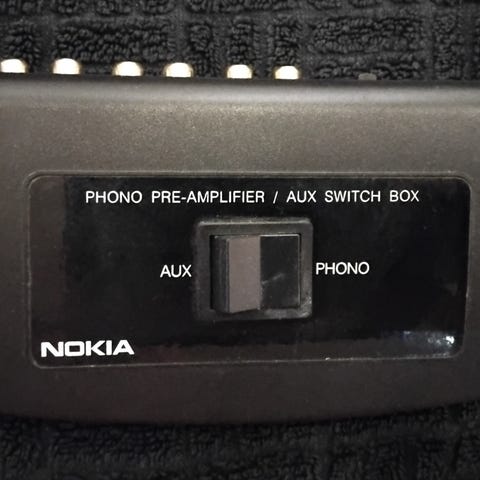 PHONO PRE-AMPLIFIER / AUX SWITCH BOX
AUX PHONO
NOKIA